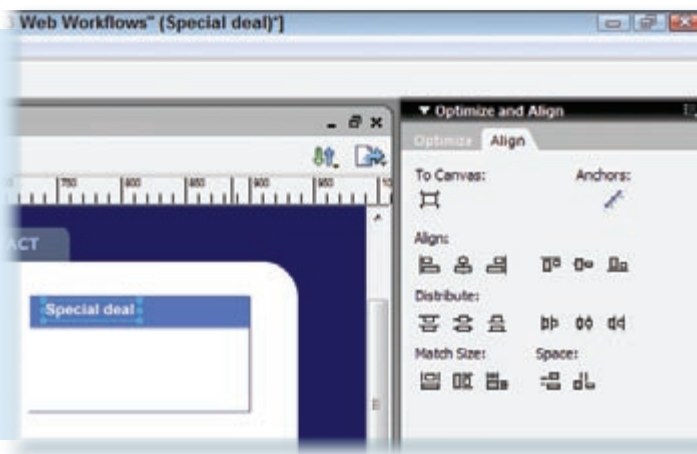 Web Workflows" (Special deal)*]
Optimize and Align
Optimize Align
To Canvas: Anchors:
750 800 850 900 950
ACT
Align:
Special deal
Distribute:
Match Size: Space: